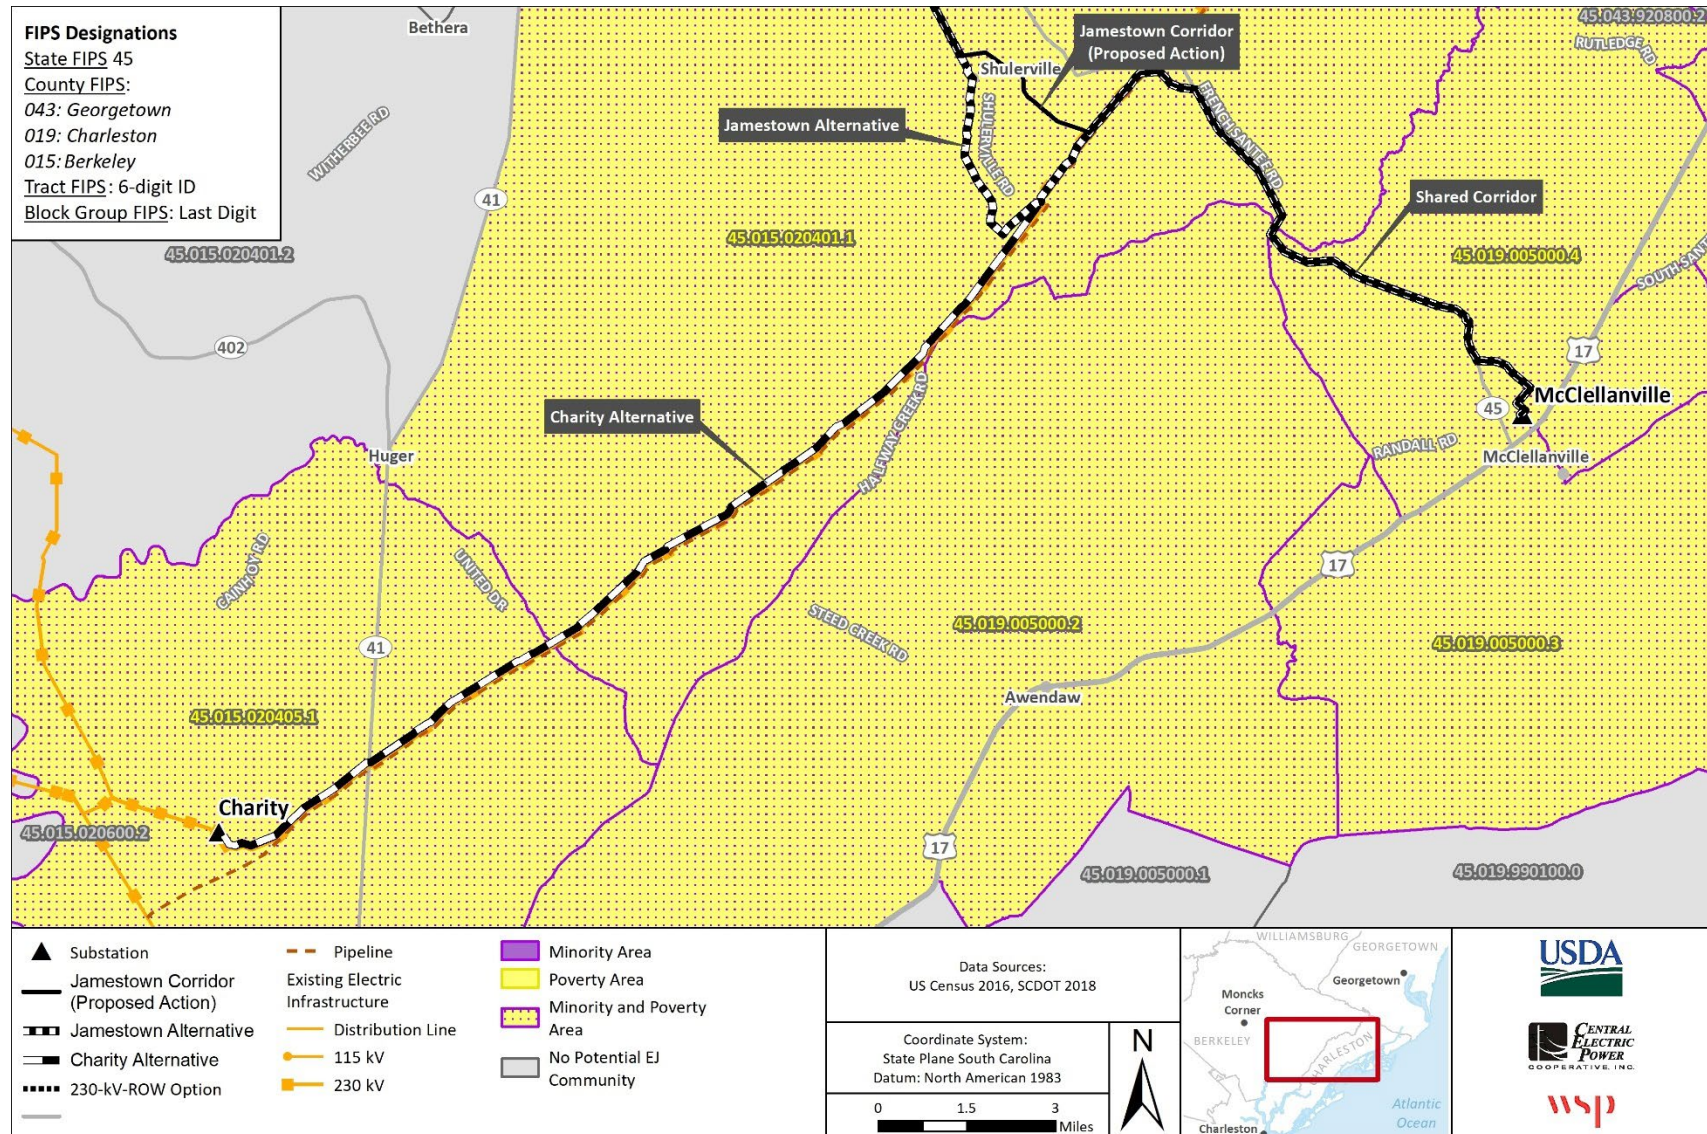 FIPS Designations
State FIPS 45
County FIPS:
043: Georgetown
019: Charleston
015: Berkeley
Tract FIPS: 6-digit ID
Block Group FIPS: Last Digit
Bethera
Jamestown Corridor
(Proposed Action)
45.043.920800.2
RUTLEDGE RD
Shulerville
WITHERBEE RD
Jamestown Alternative
SHULERVILLE RD
FRENCH SANTEE RD
41
Shared Corridor
45.015.020401.2
45.015.020401.1
45.019.005000.4
SOUTH SANT
402
17
Charity Alternative
HALFWAY CREEK RD
McClellanville
45
RANDALL RD
McClellanville
Huger
CAINHOY RD
UNITED DR
17
STEED CREEK RD
45.019.005000.2
45.019.005000.3
41
Awendaw
45.015.020405.1
Charity
45.015.020600.2
17
45.019.005000.1
45.019.990100.0
Substation
Jamestown Corridor
(Proposed Action)
Jamestown Alternative
Charity Alternative
230-kV-ROW Option
Pipeline
Existing Electric
Infrastructure
Distribution Line
115 kV
230 kV
Minority Area
Poverty Area
Minority and Poverty
Area
No Potential EJ
Community
Data Sources:
US Census 2016, SCDOT 2018
Coordinate System:
State Plane South Carolina
Datum: North American 1983
0 1.5 3
Miles
N
WILLIAMSBURG
GEORGETOWN
Georgetown
Moncks
Corner
BERKELEY
CHARLESTON
Atlantic
Ocean
Charleston
USDA
CENTRAL
ELECTRIC
POWER
COOPERATIVE, INC.
wsp